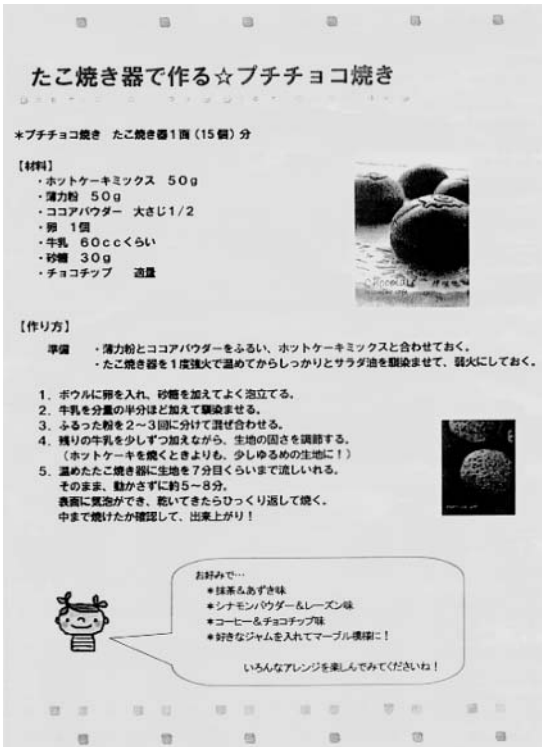 たこ焼き器で作る☆プチチョコ焼き
＊プチチョコ焼き　たこ焼き器1面（15個）分
【材料】
・ホットケーキミックス　50g
・薄力粉　50g
・ココアパウダー　大さじ1/2
・卵　1個
・牛乳　60ccくらい
・砂糖　30g
・チョコチップ　適量
【作り方】
準備　・薄力粉とココアパウダーをふるい、ホットケーキミックスと合わせておく。
・たこ焼き器を1度強火で温めてからしっかりとサラダ油を馴染ませて、弱火にしておく。
1．ボウルに卵を入れ、砂糖を加えてよく泡立てる。
2．牛乳を分量の半分ほど加えて馴染ませる。
3．ふるった粉を2～3回に分けて混ぜ合わせる。
4．残りの牛乳を少しずつ加えながら、生地の固さを調節する。
（ホットケーキを焼くときよりも、少しゆるめの生地に！）
5．温めたたこ焼き器に生地を7分目くらいまで流しいれる。
そのまま、動かさずに約5～8分。
表面に気泡ができ、乾いてきたらひっくり返して焼く。
中まで焼けたか確認して、出来上がり！
お好みで…
＊抹茶&あずき味
＊シナモンパウダー&レーズン味
＊コーヒー&チョコチップ味
＊好きなジャムを入れてマーブル模様に！
いろんなアレンジを楽しんでみてくださいね！